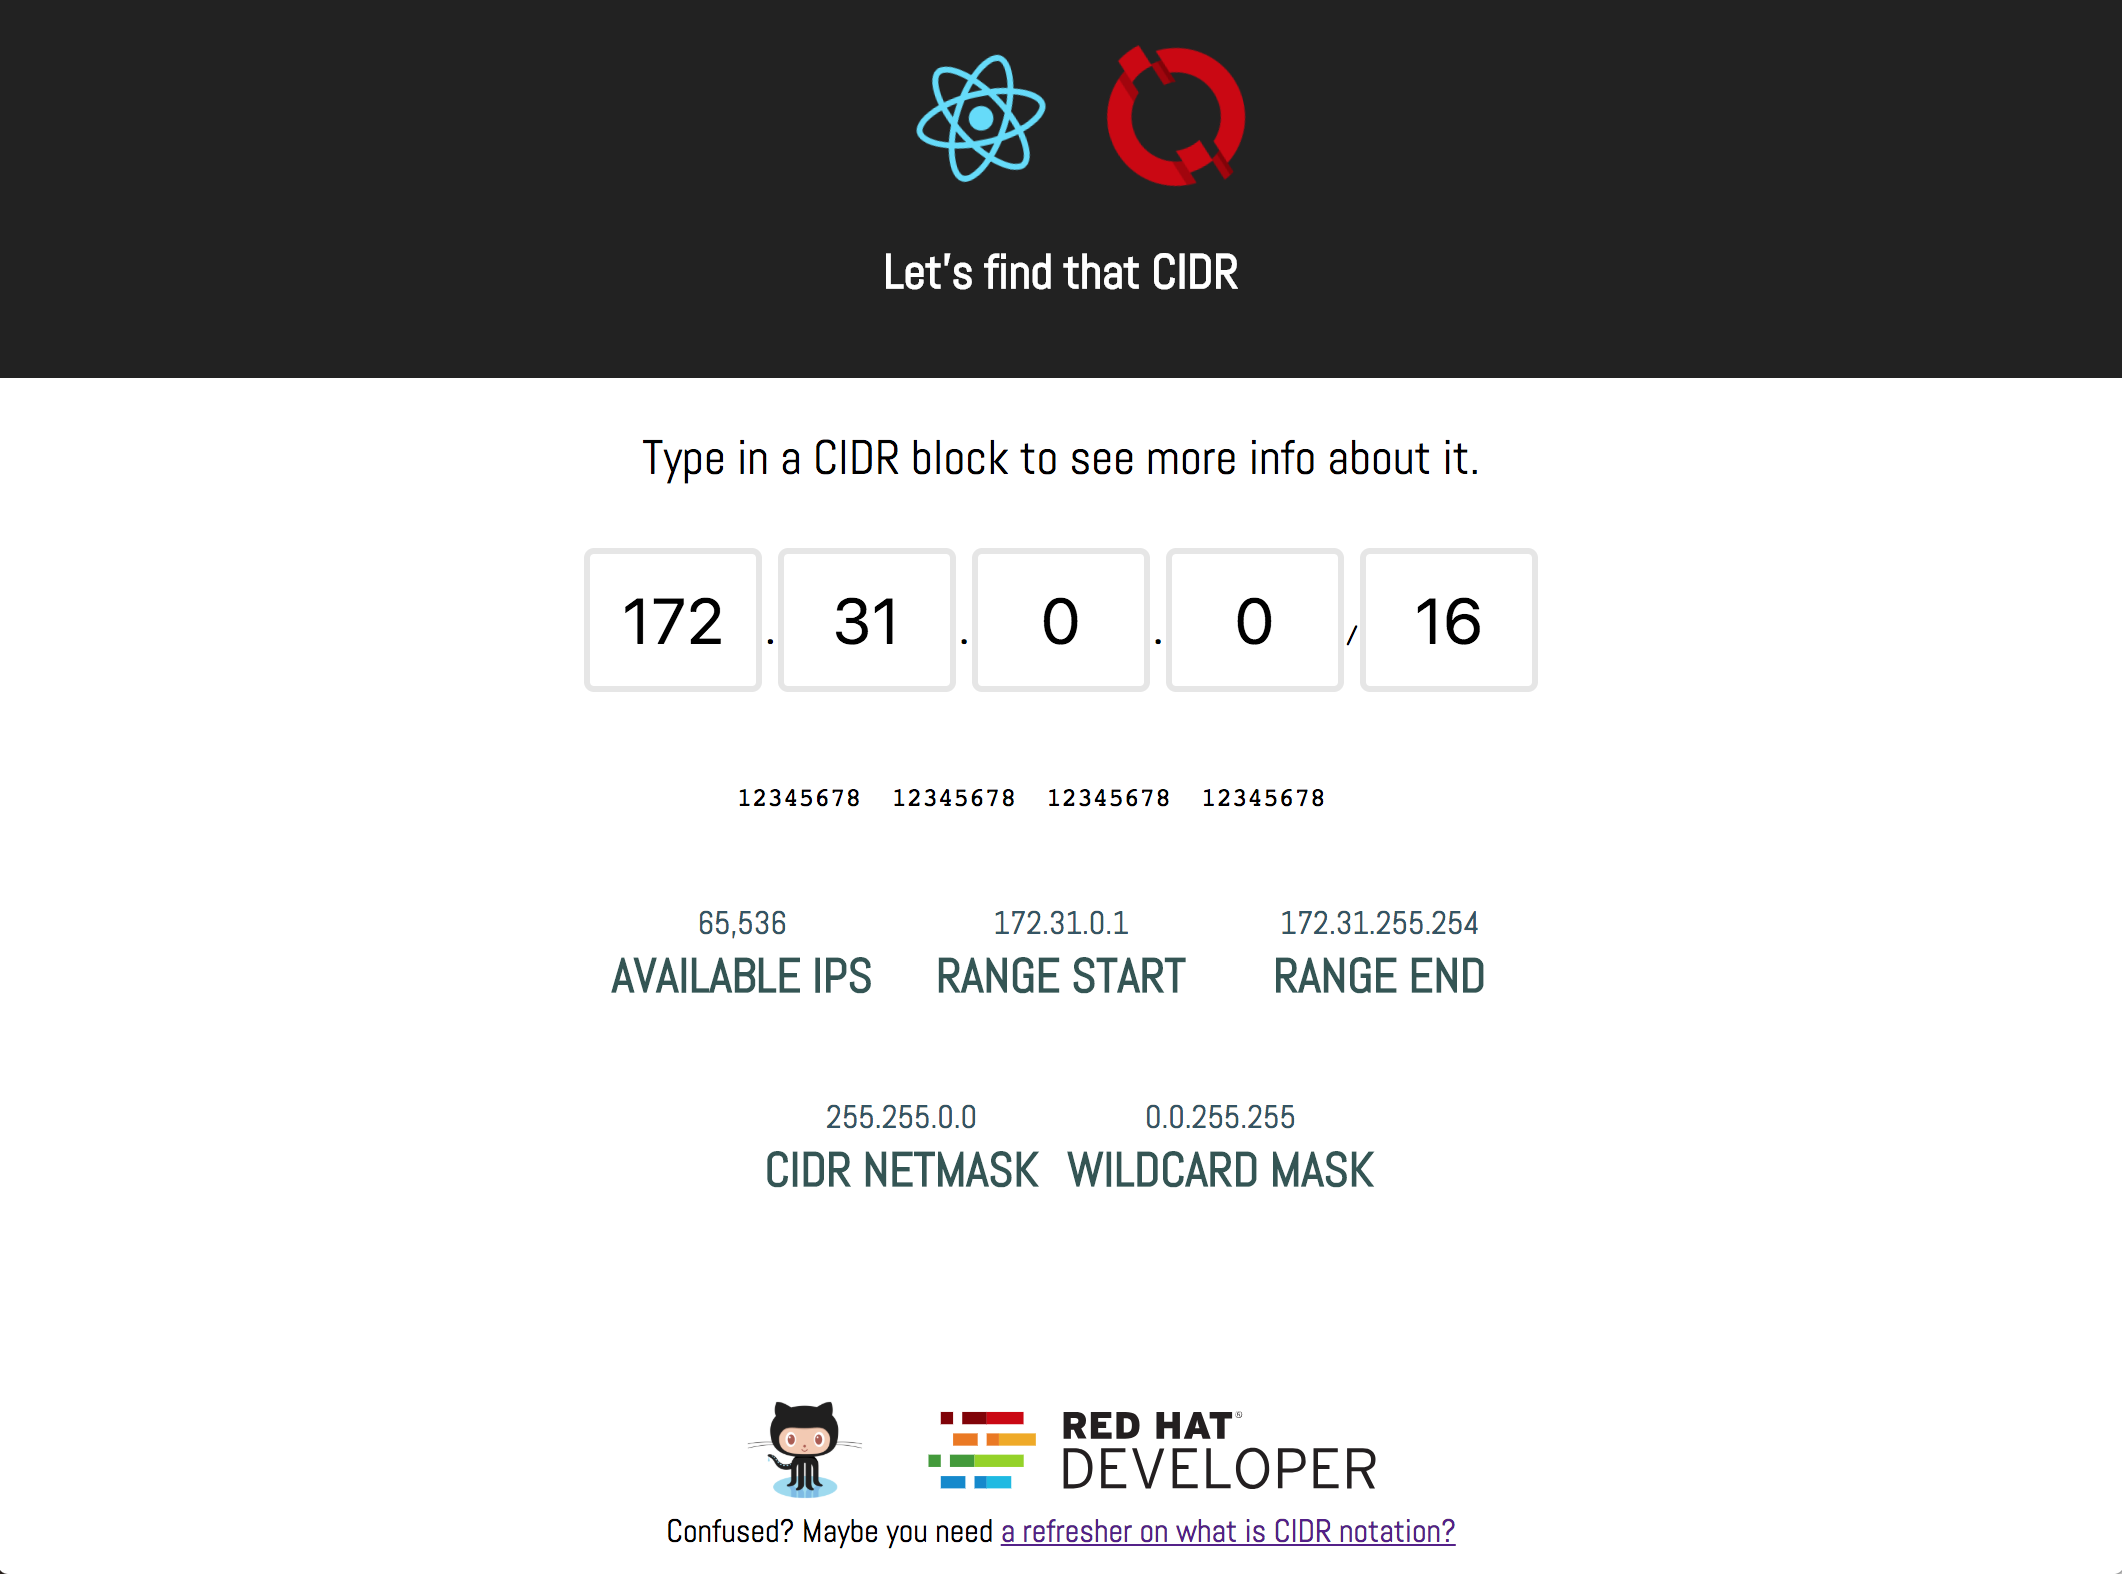 Let's find that CIDR
Type in a CIDR block to see more info about it.
172 . 31 . 0 . 0 / 16
12345678 12345678 12345678 12345678
65,536 172.31.0.1 172.31.255.254
AVAILABLE IPS RANGE START RANGE END
255.255.0.0 0.0.255.255
CIDR NETMASK WILDCARD MASK
RED HAT®
DEVELOPER
Confused? Maybe you need a refresher on what is CIDR notation?